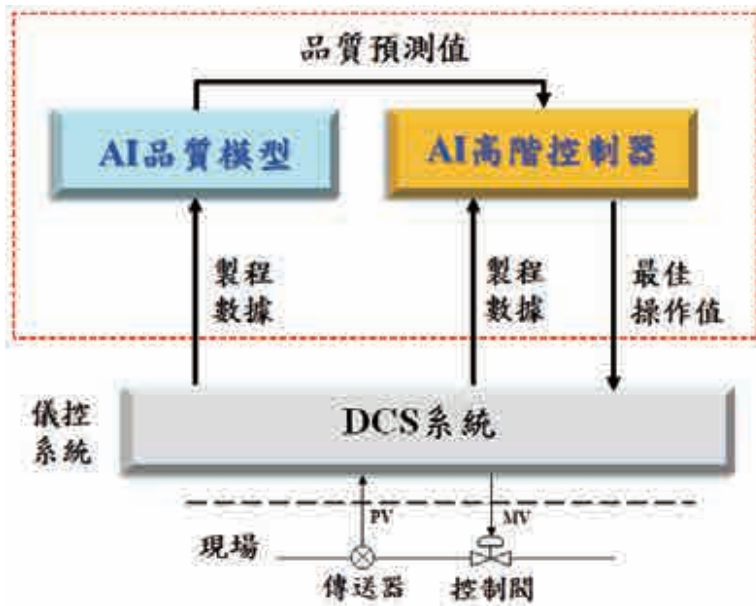 品質預測值
AI品質模型
AI高階控制器
製程
數據
製程
數據
最佳
操作值
儀控
系統
DCS系統
PV
MV
現場
傳送器
控制閥